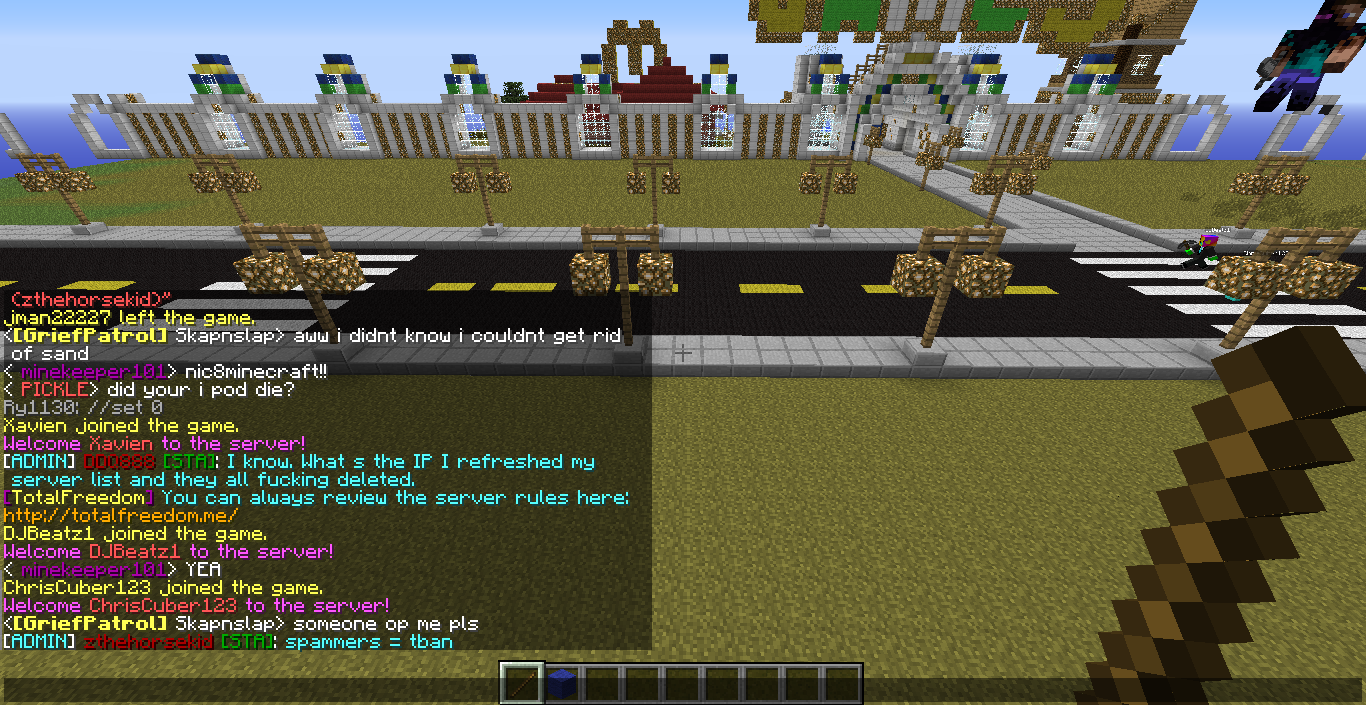 (zthehorsekid)"
jman22227 left the game.
<[GriefPatrol] Skapnslap> aww i didnt know i couldnt get rid
of sand
< minekeeper101> nic8minecraft!!
< PICKLE> did your i pod die?
Ry1130: //set 0
Xavien joined the game.
Welcome Xavien to the server!
[ADMIN] DDQ888 [STA]: I know. What s the IP I refreshed my
server list and they all fucking deleted.
[TotalFreedom] You can always review the server rules here:
http://totalfreedom.me/
DJBeatz1 joined the game.
Welcome DJBeatz1 to the server!
< minekeeper101> YEA
ChrisCuber123 joined the game.
Welcome ChrisCuber123 to the server!
<[GriefPatrol] Skapnslap> someone op me pls
[ADMIN] zthehorsekid [STA]: spammers = tban